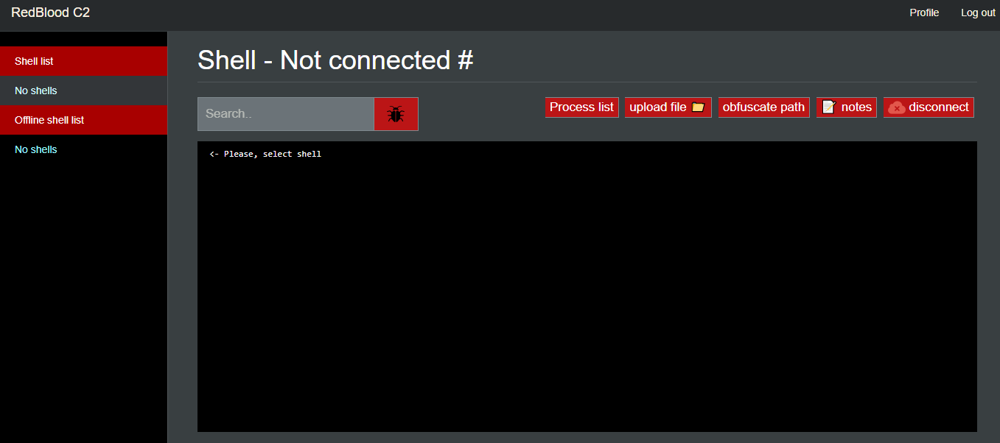 RedBlood C2
Profile
Log out
Shell list
No shells
Offline shell list
No shells
Shell - Not connected #
Search..
Process list
upload file
obfuscate path
notes
disconnect
<- Please, select shell